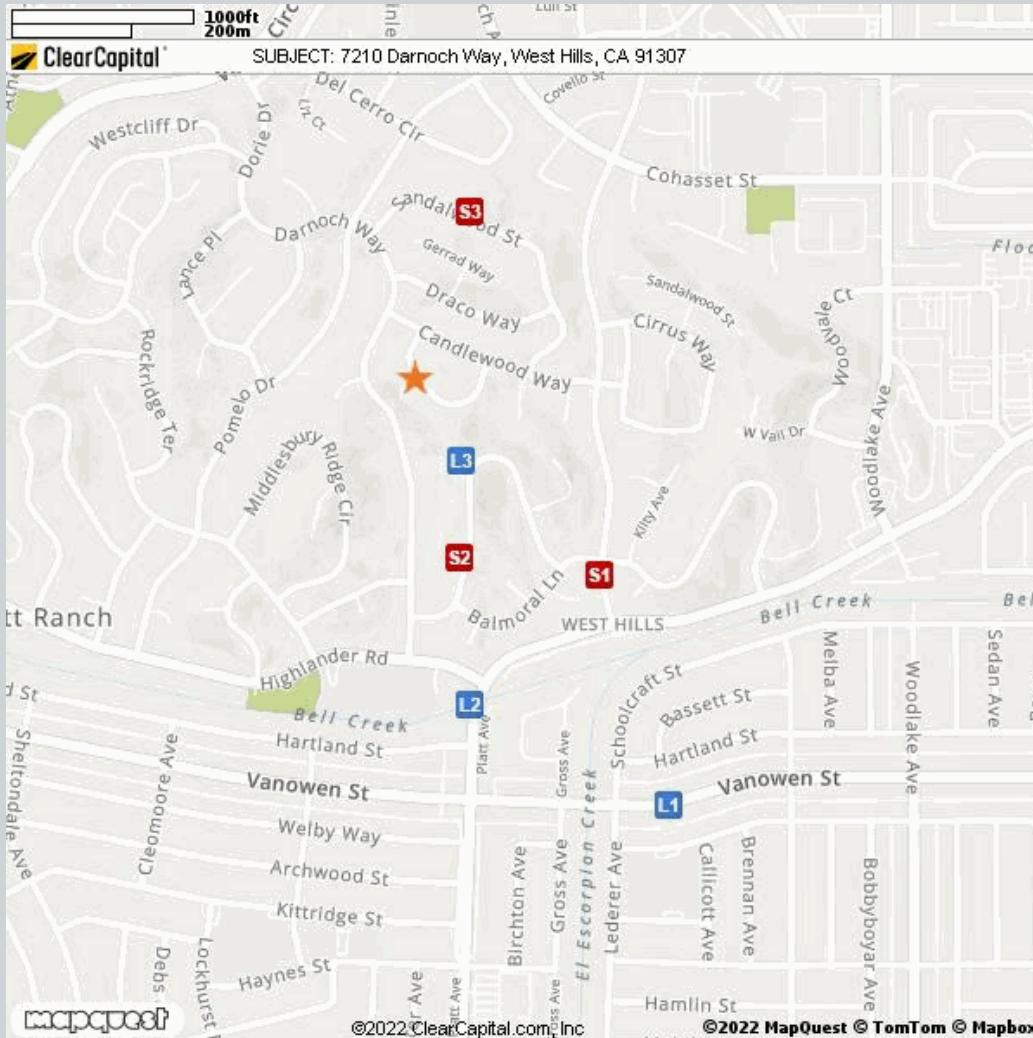 1000ft
200m
ClearCapital
SUBJECT: 7210 Darnoch Way, West Hills, CA 91307
Covello St
Del Cerro Cir
Westcliff Dr
Dorie Dr
Cohasset St
Sandalwood St
S3
Darnoch Way
Lance Pl
Gerrad Way
Draco Way
Sandalwood St
Woodvale Ct
Cirrus Way
Candlewood Way
Rockridge Ter
Pomelo Dr
W Vail Dr
Woodlake Ave
Middlesbury Ridge Cir
L3
Kilty Ave
S2
S1
Balmoral Ln
WEST HILLS
Bell Creek
tt Ranch
Highlander Rd
Bell Creek
L2
Platt Ave
Schoolcraft St
Bassett St
Melba Ave
Woodlake Ave
Sedan Ave
Hartland St
Hartland St
Gross Ave
Sheltondale Ave
Cleomoore Ave
Vanowen St
L1
Vanowen St
Welby Way
Archwood St
Kittridge St
Haynes St
Birchton Ave
Gross Ave
El Escorpion Creek
Lederer Ave
Callicott Ave
Brennan Ave
Bobbyboyar Ave
Lockhurst
Debs
Hamlin St
mapquest
©2022 ClearCapital.com, Inc
©2022 MapQuest © TomTom © Mapbox